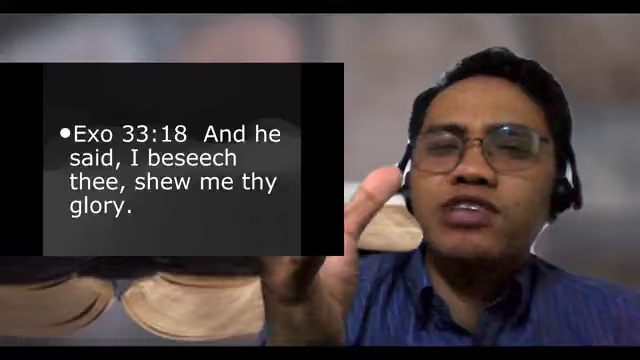 •Exo 33:18  And he
said, I beseech
thee, shew me thy
glory.